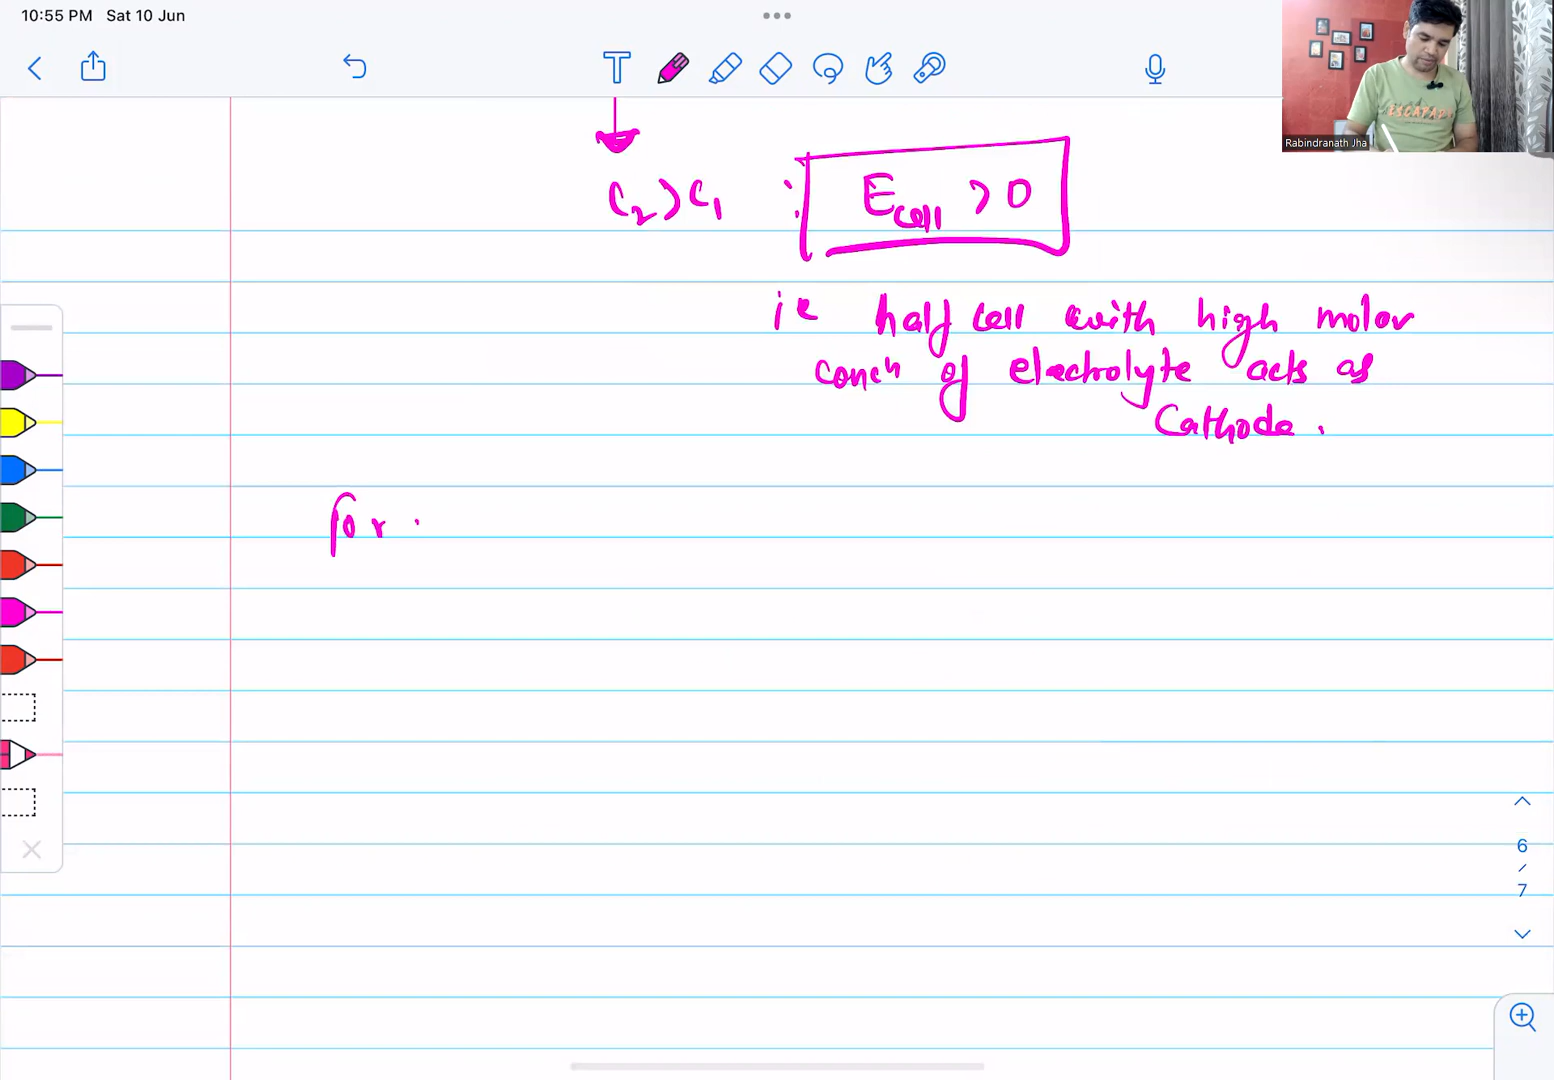 10:55 PM Sat 10 Jun
Rabindranath Jha
C₂>C₁ : E_cell > 0
ie half cell with high molar
concⁿ of electrolyte acts as
Cathode.
for .
6
/
7